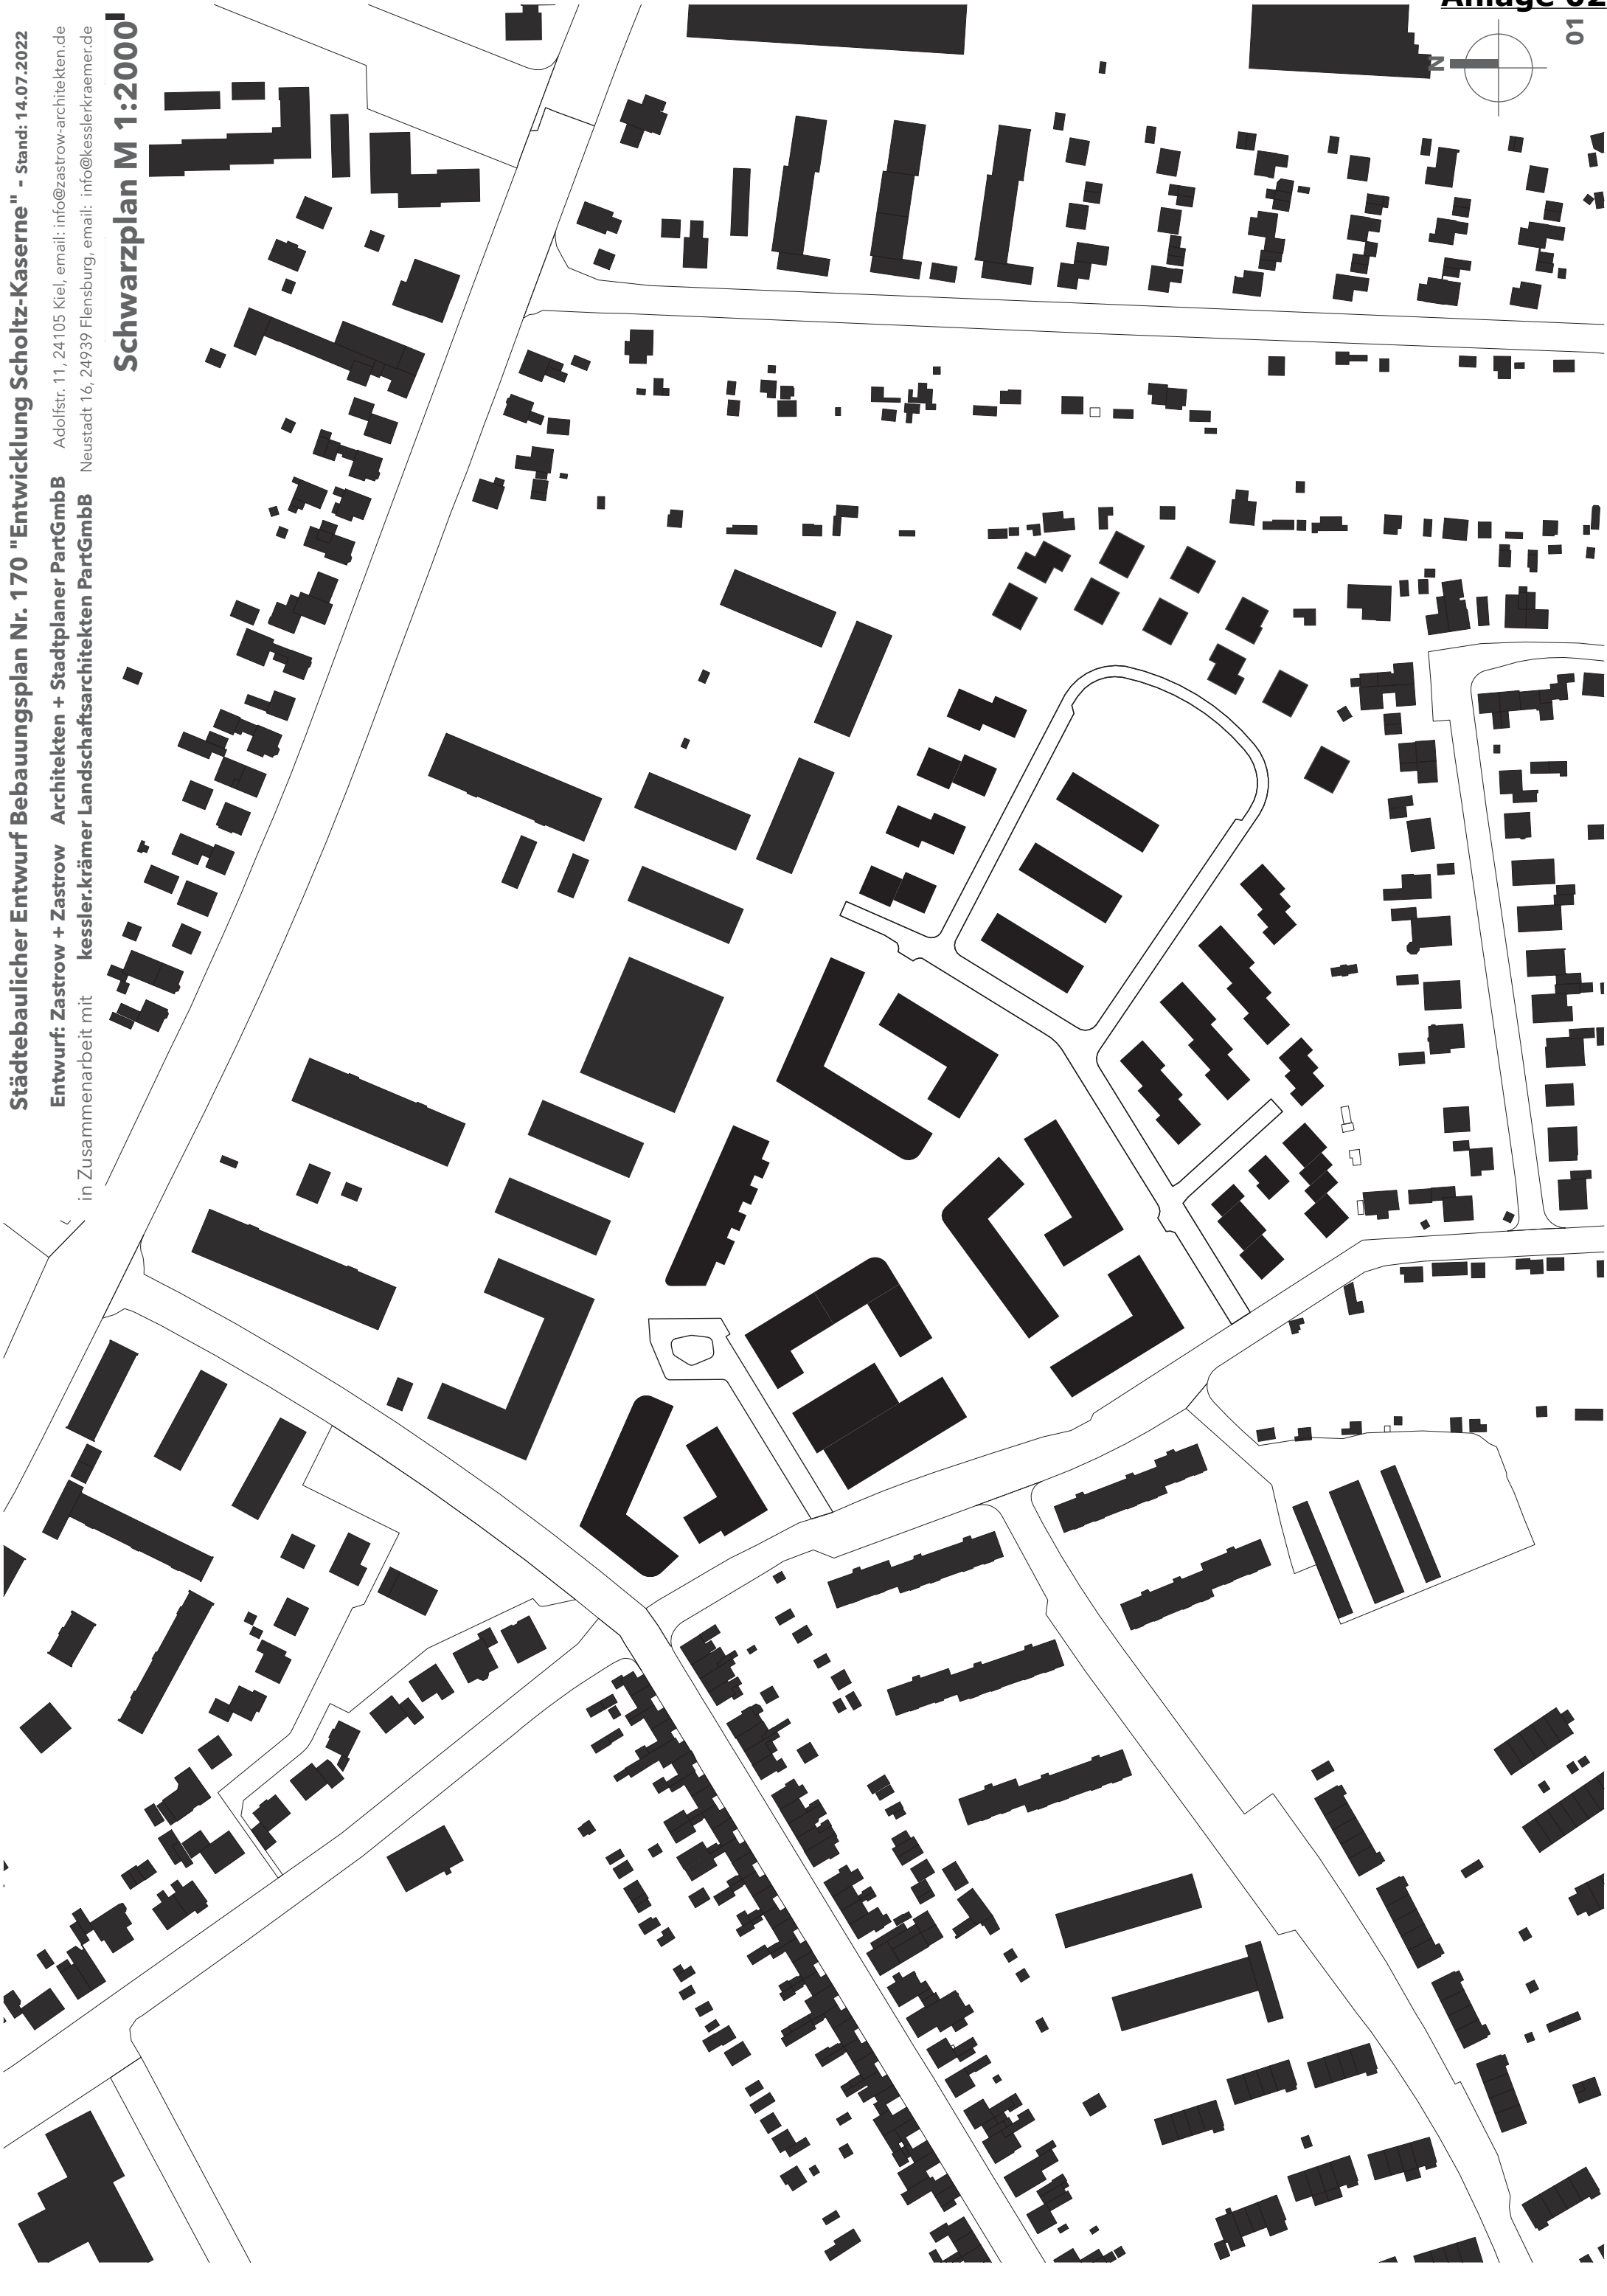 Anlage 02
01
N
Städtebaulicher Entwurf Bebauungsplan Nr. 170 "Entwicklung Scholtz-Kaserne" - Stand: 14.07.2022
Entwurf: Zastrow + Zastrow Architekten + Stadtplaner PartGmbB Adolfstr. 11, 24105 Kiel, email: info@zastrow-architekten.de
in Zusammenarbeit mit kessler.krämer Landschaftsarchitekten PartGmbB Neustadt 16, 24939 Flensburg, email: info@kesslerkraemer.de
Schwarzplan M 1:2000